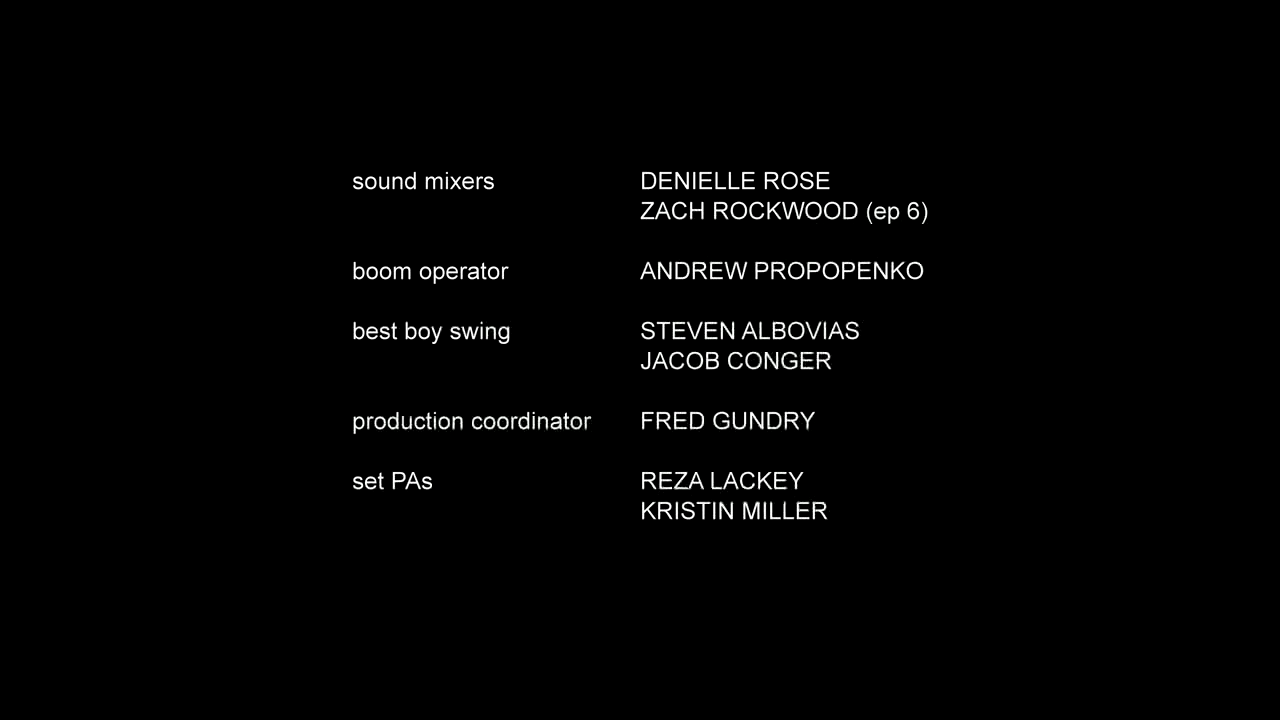 sound mixers DENIELLE ROSE
ZACH ROCKWOOD (ep 6)
boom operator ANDREW PROPOPENKO
best boy swing STEVEN ALBOVIAS
JACOB CONGER
production coordinator FRED GUNDRY
set PAs REZA LACKEY
KRISTIN MILLER